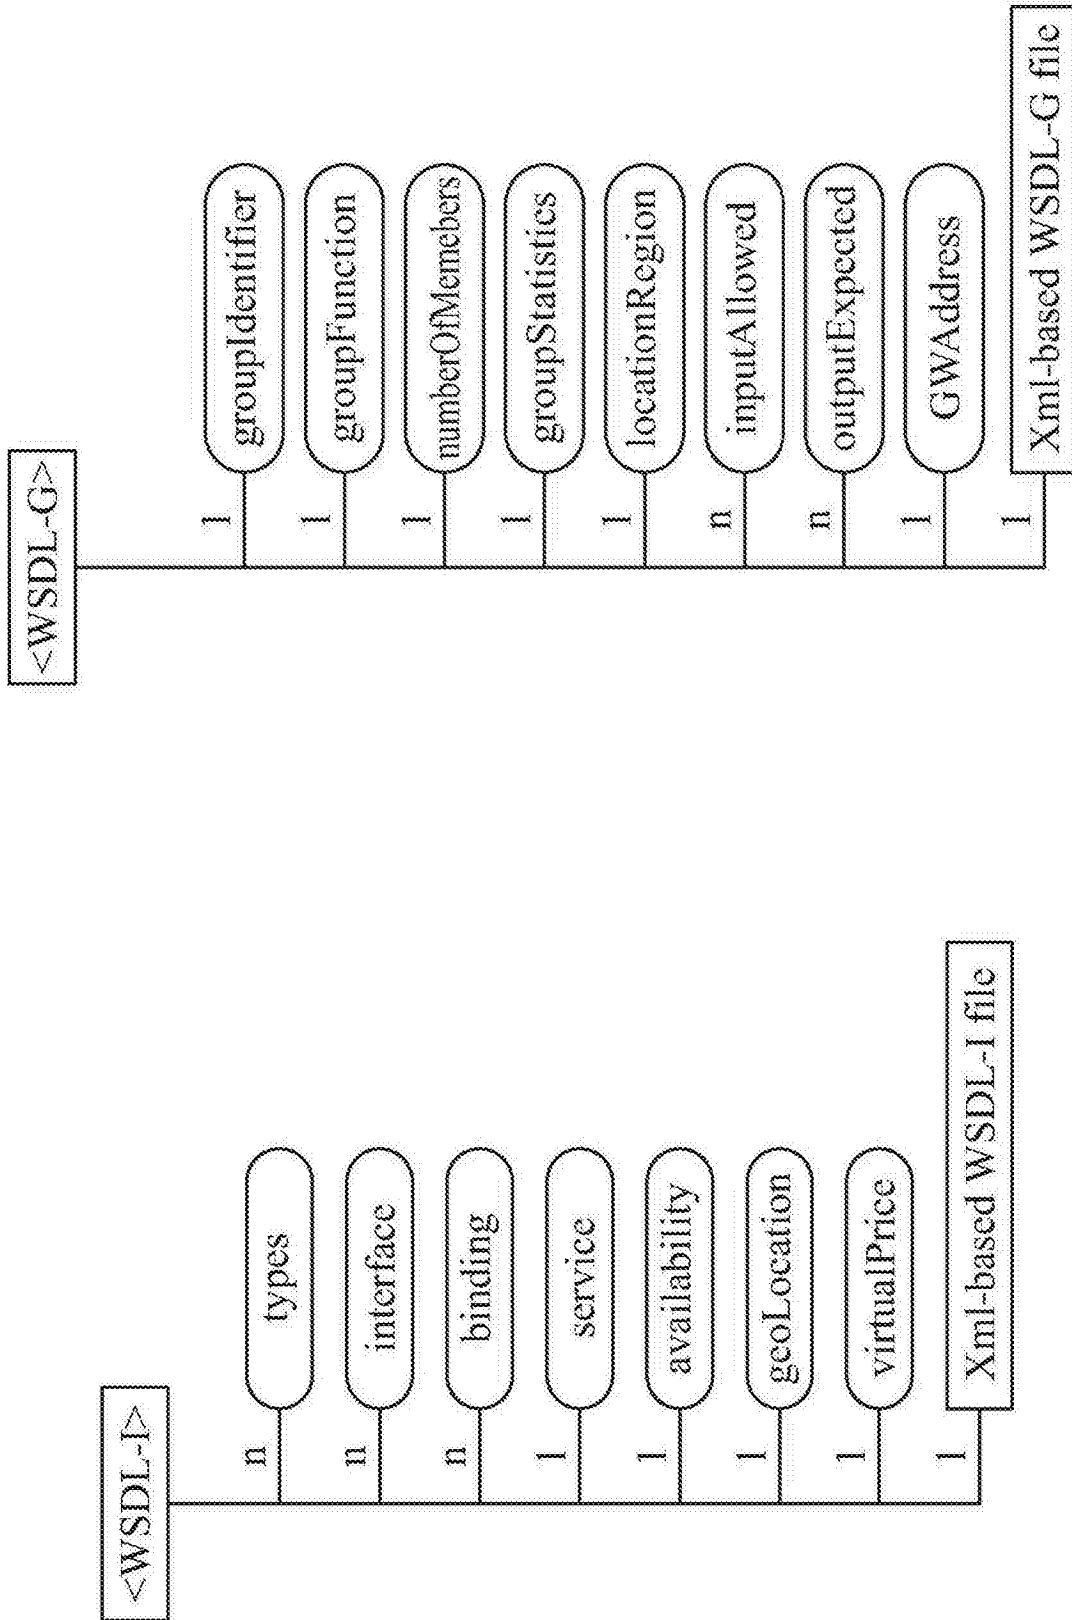 <WSDL-I>
n
types
n
interface
n
binding
1
service
1
availability
1
geoLocation
1
virtualPrice
1
Xml-based WSDL-I file
<WSDL-G>
1
groupIdentifier
1
groupFunction
1
numberOfMemebers
1
groupStatistics
1
locationRegion
n
inputAllowed
n
outputExpected
1
GWAddress
1
Xml-based WSDL-G file